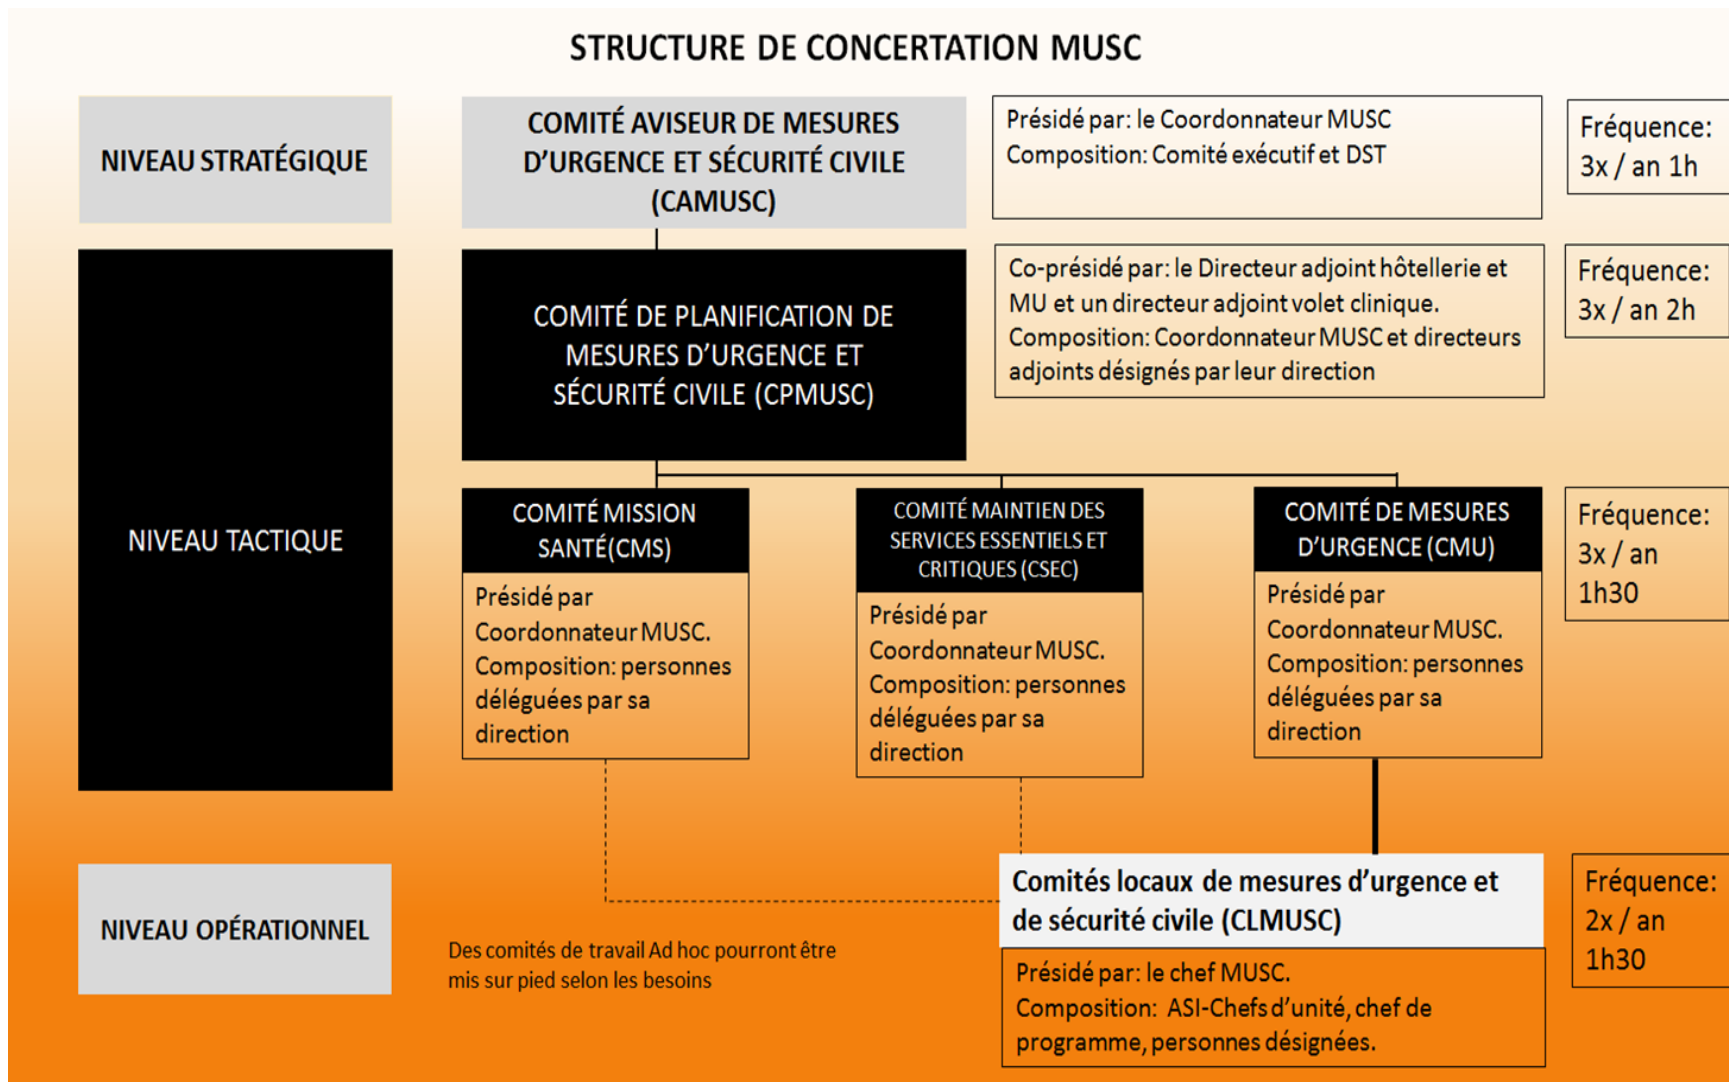 STRUCTURE DE CONCERTATION MUSC
NIVEAU STRATÉGIQUE
COMITÉ AVISEUR DE MESURES
D’URGENCE ET SÉCURITÉ CIVILE
(CAMUSC)
Présidé par: le Coordonnateur MUSC
Composition: Comité exécutif et DST
Fréquence:
3x / an 1h
NIVEAU TACTIQUE
COMITÉ DE PLANIFICATION DE
MESURES D’URGENCE ET
SÉCURITÉ CIVILE (CPMUSC)
Co-présidé par: le Directeur adjoint hôtellerie et
MU et un directeur adjoint volet clinique.
Composition: Coordonnateur MUSC et directeurs
adjoints désignés par leur direction
Fréquence:
3x / an 2h
COMITÉ MISSION
SANTÉ(CMS)
Présidé par
Coordonnateur MUSC.
Composition: personnes
déléguées par sa
direction
COMITÉ MAINTIEN DES
SERVICES ESSENTIELS ET
CRITIQUES (CSEC)
Présidé par
Coordonnateur MUSC.
Composition: personnes
déléguées par sa
direction
COMITÉ DE MESURES
D’URGENCE (CMU)
Présidé par
Coordonnateur MUSC.
Composition: personnes
déléguées par sa
direction
Fréquence:
3x / an
1h30
NIVEAU OPÉRATIONNEL
Des comités de travail Ad hoc pourront être
mis sur pied selon les besoins
Comités locaux de mesures d’urgence et
de sécurité civile (CLMUSC)
Présidé par: le chef MUSC.
Composition: ASI-Chefs d’unité, chef de
programme, personnes désignées.
Fréquence:
2x / an
1h30